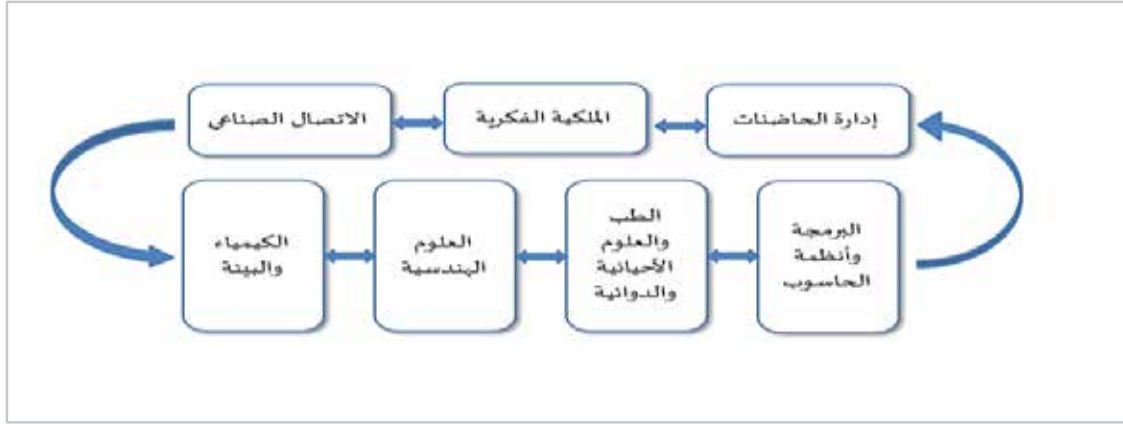 إدارة الحاضنات
الملكية الفكرية
الاتصال الصناعي
البرمجة
وأنظمة
الحاسوب
الطب
والعلوم
الأحيائية
والدوائية
العلوم
الهندسية
الكيمياء
والبيئة